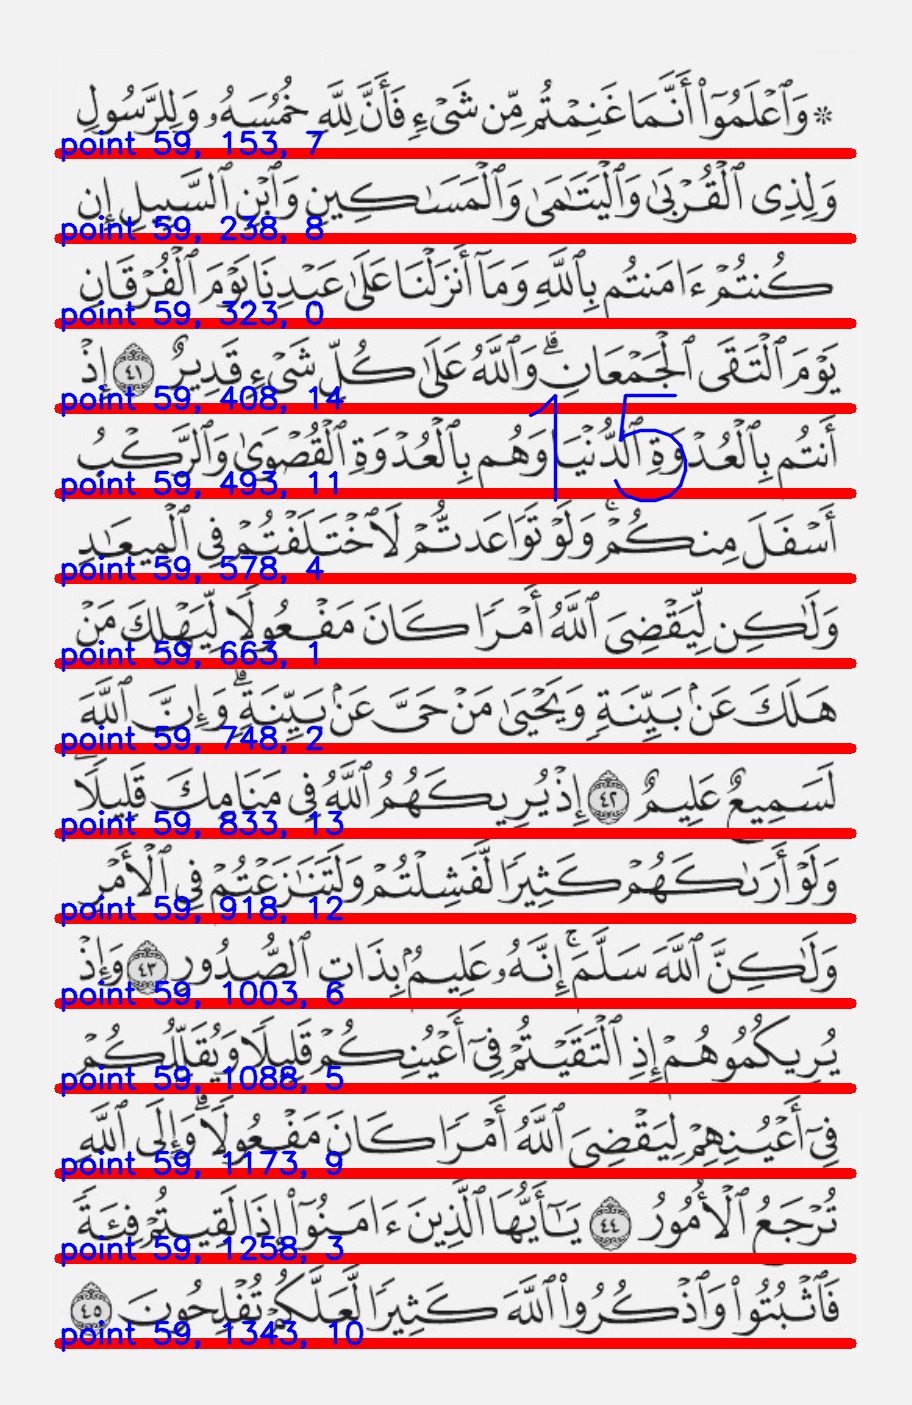 ۞ وَٱعْلَمُوٓا۟ أَنَّمَا غَنِمْتُم مِّن شَىْءٍ فَأَنَّ لِلَّهِ خُمُسَهُۥ وَلِلرَّسُولِ
point 59, 153, 7
وَلِذِى ٱلْقُرْبَىٰ وَٱلْيَتَـٰمَىٰ وَٱلْمَسَـٰكِينِ وَٱبْنِ ٱلسَّبِيلِ إِن
point 59, 238, 8
كُنتُمْ ءَامَنتُم بِٱللَّهِ وَمَآ أَنزَلْنَا عَلَىٰ عَبْدِنَا يَوْمَ ٱلْفُرْقَانِ
point 59, 323, 0
يَوْمَ ٱلْتَقَى ٱلْجَمْعَانِ ۗ وَٱللَّهُ عَلَىٰ كُلِّ شَىْءٍ قَدِيرٌ ٤١ إِذْ
point 59, 408, 14
15
أَنتُم بِٱلْعُدْوَةِ ٱلدُّنْيَا وَهُم بِٱلْعُدْوَةِ ٱلْقُصْوَىٰ وَٱلرَّكْبُ
point 59, 493, 11
أَسْفَلَ مِنكُمْ ۚ وَلَوْ تَوَاعَدتُّمْ لَٱخْتَلَفْتُمْ فِى ٱلْمِيعَـٰدِ
point 59, 578, 4
وَلَـٰكِن لِّيَقْضِىَ ٱللَّهُ أَمْرًا كَانَ مَفْعُولًا لِّيَهْلِكَ مَنْ
point 59, 663, 1
هَلَكَ عَنۢ بَيِّنَةٍ وَيَحْيَىٰ مَنْ حَىَّ عَنۢ بَيِّنَةٍ ۗ وَإِنَّ ٱللَّهَ
point 59, 748, 2
لَسَمِيعٌ عَلِيمٌ ٤٢ إِذْ يُرِيكَهُمُ ٱللَّهُ فِى مَنَامِكَ قَلِيلًا ۖ
point 59, 833, 13
وَلَوْ أَرَىٰكَهُمْ كَثِيرًا لَّفَشِلْتُمْ وَلَتَنَـٰزَعْتُمْ فِى ٱلْأَمْرِ
point 59, 918, 12
وَلَـٰكِنَّ ٱللَّهَ سَلَّمَ ۗ إِنَّهُۥ عَلِيمٌۢ بِذَاتِ ٱلصُّدُورِ ٤٣ وَإِذْ
point 59, 1003, 6
يُرِيكُمُوهُمْ إِذِ ٱلْتَقَيْتُمْ فِىٓ أَعْيُنِكُمْ قَلِيلًا وَيُقَلِّلُكُمْ
point 59, 1088, 5
فِىٓ أَعْيُنِهِمْ لِيَقْضِىَ ٱللَّهُ أَمْرًا كَانَ مَفْعُولًا ۗ وَإِلَى ٱللَّهِ
point 59, 1173, 9
تُرْجَعُ ٱلْأُمُورُ ٤٤ يَـٰٓأَيُّهَا ٱلَّذِينَ ءَامَنُوٓا۟ إِذَا لَقِيتُمْ فِئَةً
point 59, 1258, 3
فَٱثْبُتُوا۟ وَٱذْكُرُوا۟ ٱللَّهَ كَثِيرًا لَّعَلَّكُمْ تُفْلِحُونَ ٤٥
point 59, 1343, 10